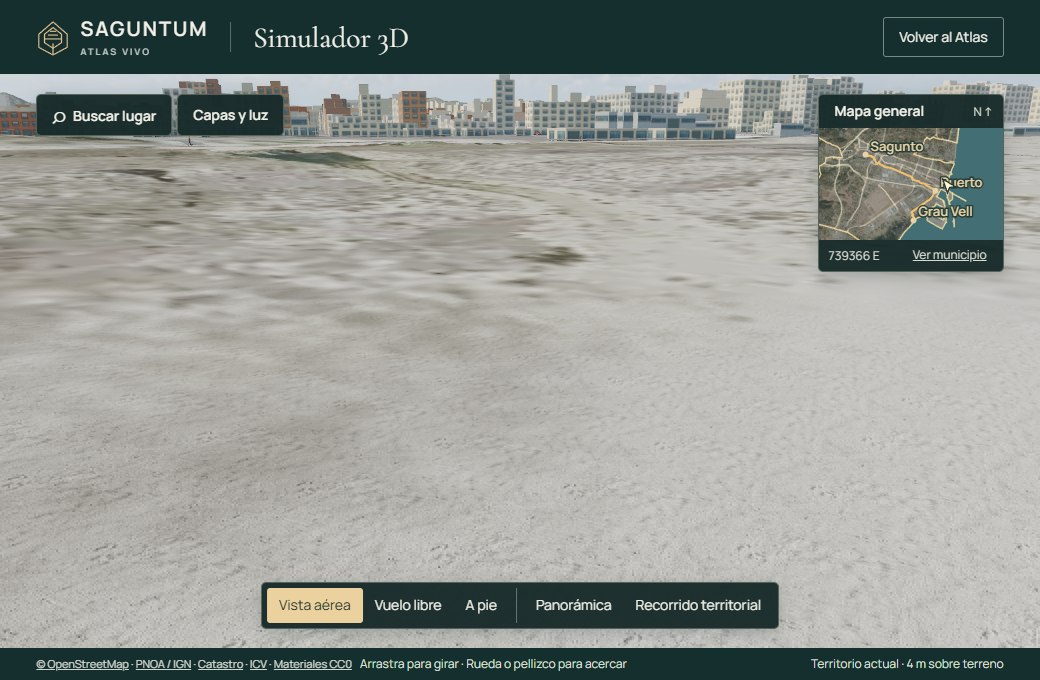 SAGUNTUM
ATLAS VIVO
Simulador 3D
Volver al Atlas
Buscar lugar
Capas y luz
Mapa general
N ↑
Sagunto
Puerto
Grau Vell
739366 E
Ver municipio
Vista aérea
Vuelo libre
A pie
Panorámica
Recorrido territorial
© OpenStreetMap · PNOA / IGN · Catastro · ICV · Materiales CC0
Arrastra para girar · Rueda o pellizco para acercar
Territorio actual · 4 m sobre terreno